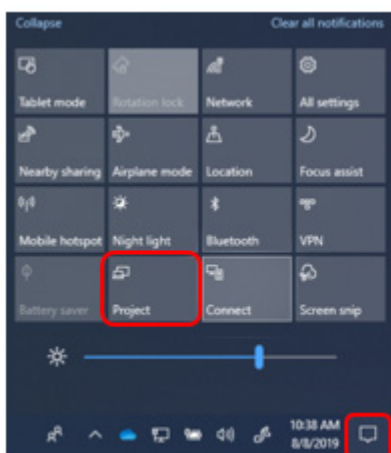 Collapse Clear all notifications
Tablet mode Rotation lock Network All settings
Nearby sharing Airplane mode Location Focus assist
Mobile hotspot Night light Bluetooth VPN
Battery saver Project Connect Screen snip
10:38 AM
8/8/2019